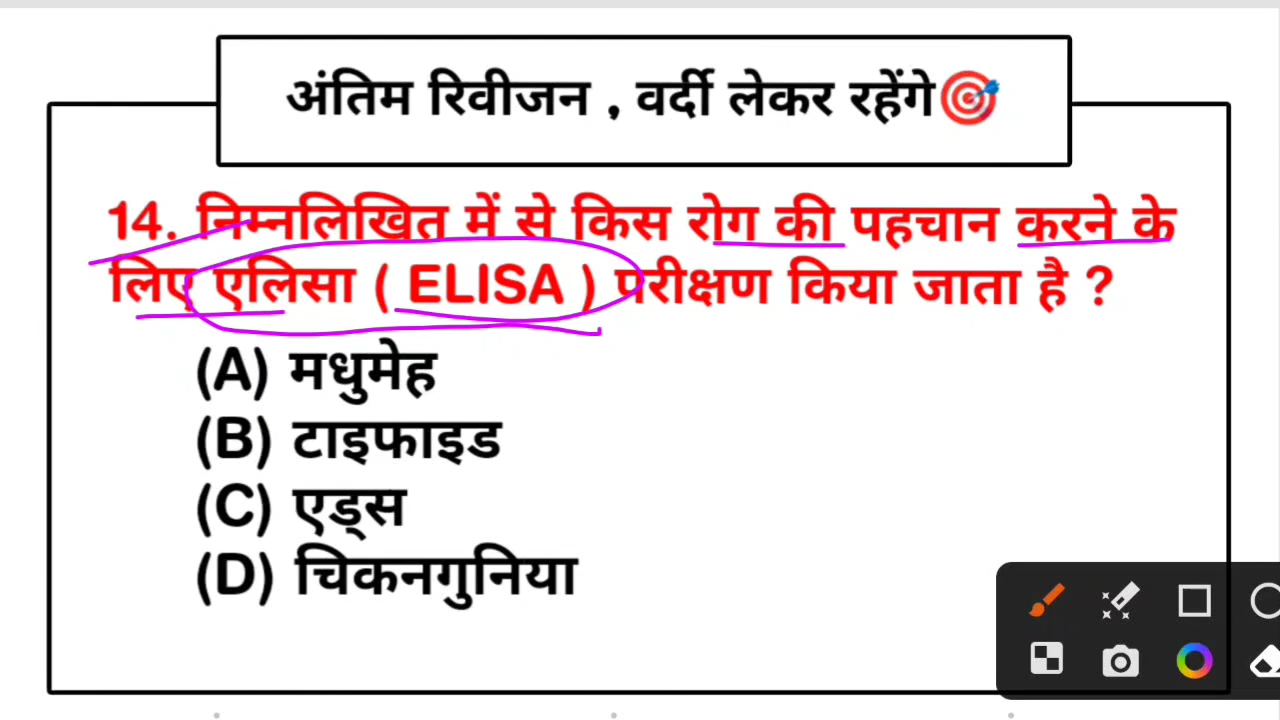 अंतिम रिवीजन , वर्दी लेकर रहेंगे🎯
14. निम्नलिखित में से किस रोग की पहचान करने के
लिए एलिसा ( ELISA ) परीक्षण किया जाता है ?
(A) मधुमेह
(B) टाइफाइड
(C) एड्स
(D) चिकनगुनिया